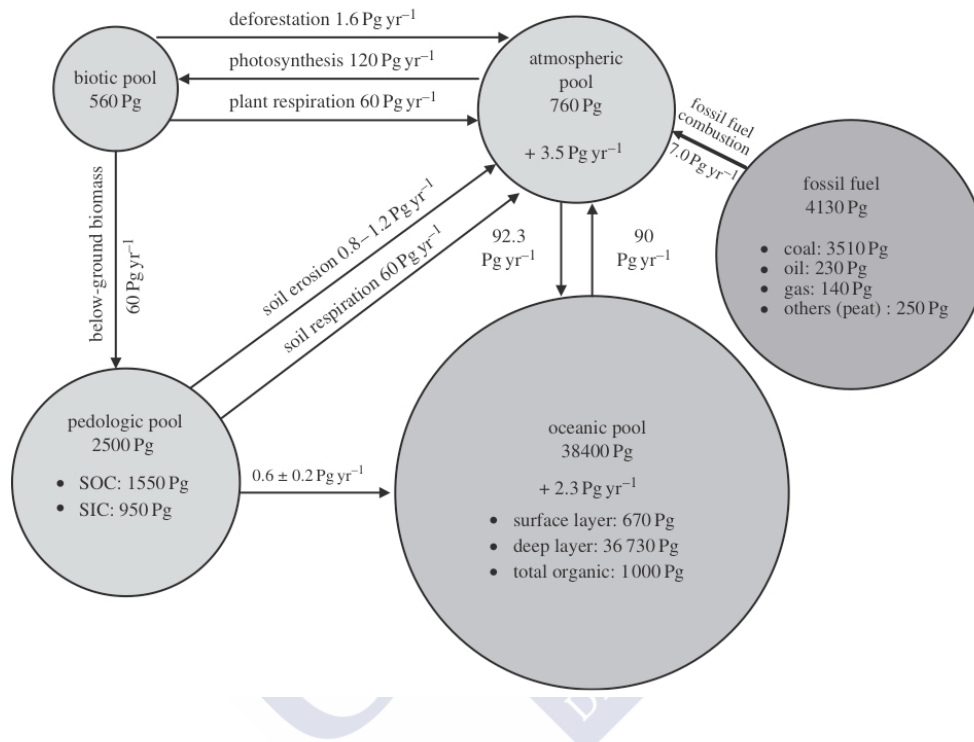 deforestation 1.6 Pg yr⁻¹
photosynthesis 120 Pg yr⁻¹
plant respiration 60 Pg yr⁻¹
biotic pool
560 Pg
atmospheric
pool
760 Pg
+ 3.5 Pg yr⁻¹
fossil fuel
combustion
7.0 Pg yr⁻¹
fossil fuel
4130 Pg
• coal: 3510 Pg
• oil: 230 Pg
• gas: 140 Pg
• others (peat) : 250 Pg
below-ground biomass
60 Pg yr⁻¹
soil erosion 0.8–1.2 Pg yr⁻¹
soil respiration 60 Pg yr⁻¹
92.3
Pg yr⁻¹
90
Pg yr⁻¹
pedologic pool
2500 Pg
• SOC: 1550 Pg
• SIC: 950 Pg
0.6 ± 0.2 Pg yr⁻¹
oceanic pool
38400 Pg
+ 2.3 Pg yr⁻¹
• surface layer: 670 Pg
• deep layer: 36 730 Pg
• total organic: 1000 Pg